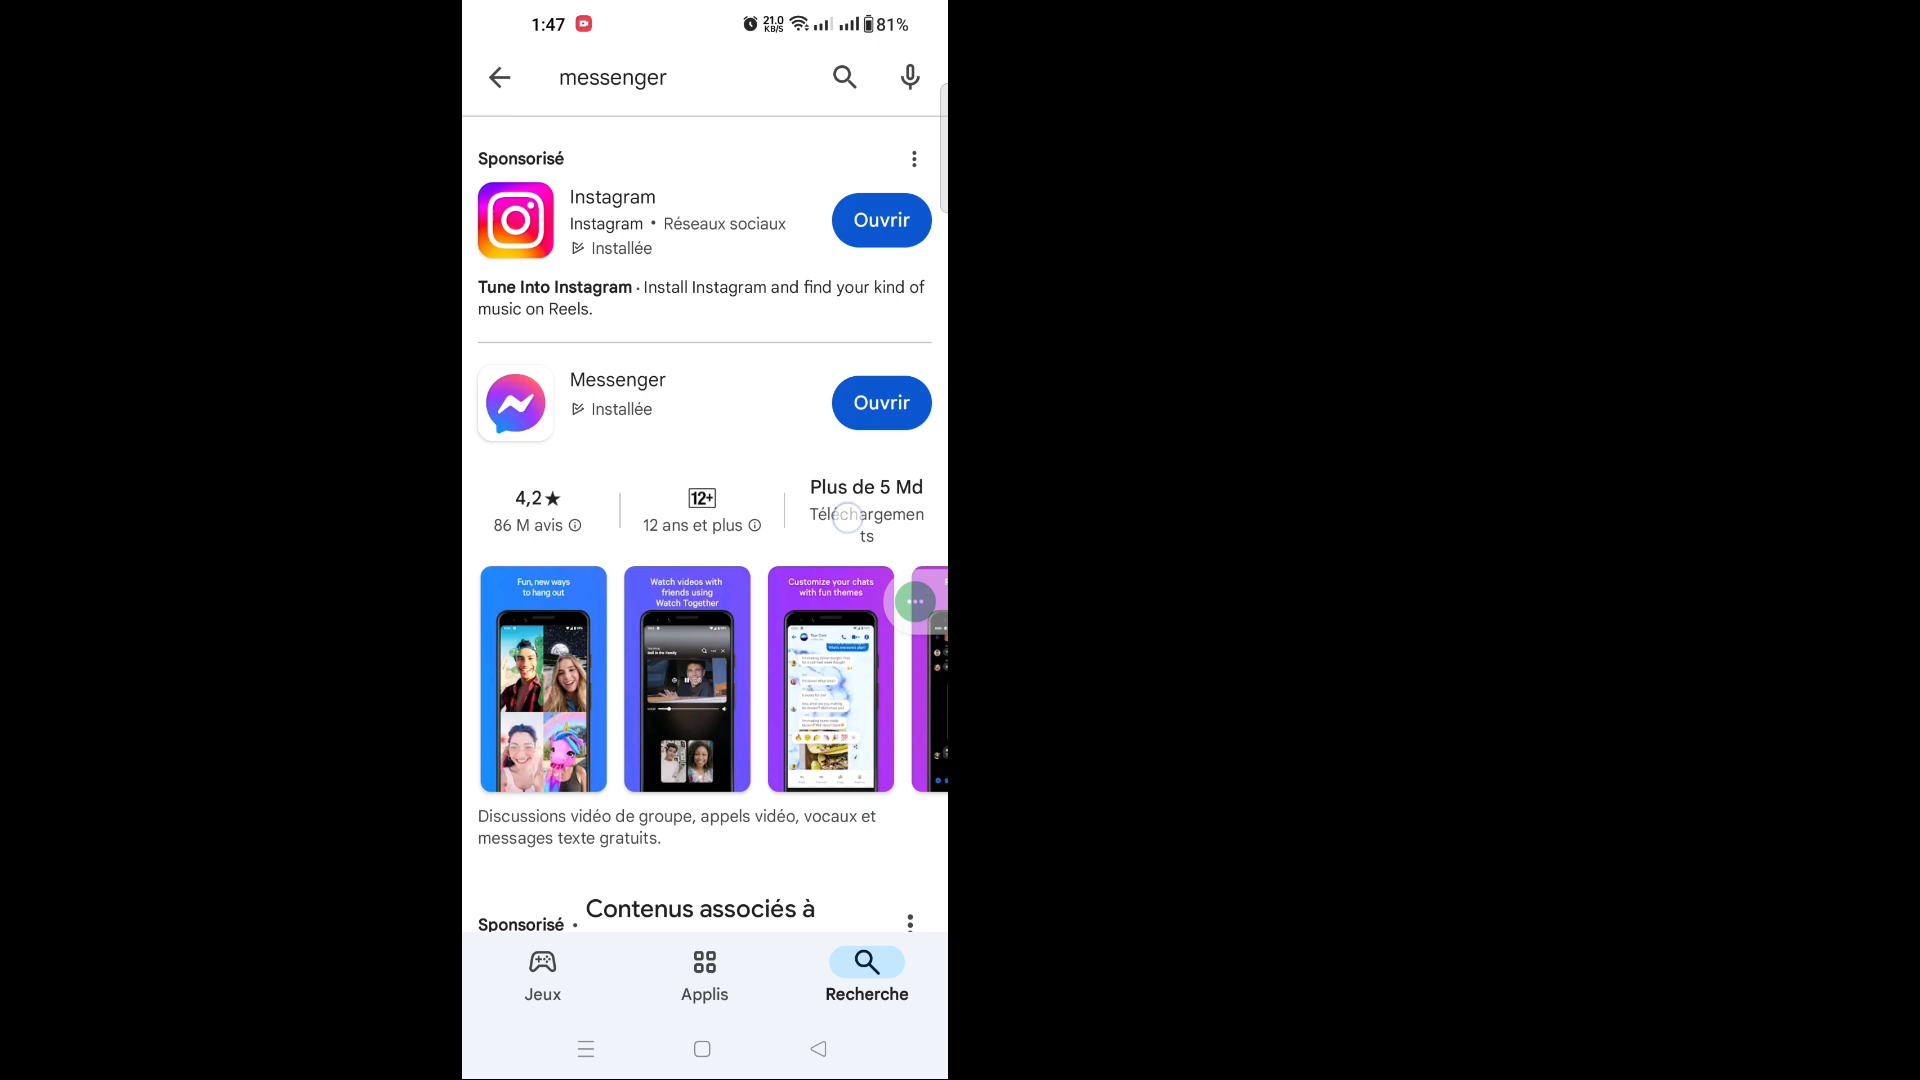 1:47
21.0
KB/S
81%
messenger
Sponsorisé
Instagram
Instagram • Réseaux sociaux
Installée
Ouvrir
Tune Into Instagram · Install Instagram and find your kind of
music on Reels.
Messenger
Installée
Ouvrir
4,2★
86 M avis
12+
12 ans et plus
Plus de 5 Md
Téléchargemen
ts
Fun, new ways
to hang out
Watch videos with
friends using
Watch Together
Customize your chats
with fun themes
Discussions vidéo de groupe, appels vidéo, vocaux et
messages texte gratuits.
Sponsorisé • Contenus associés à
Jeux
Applis
Recherche